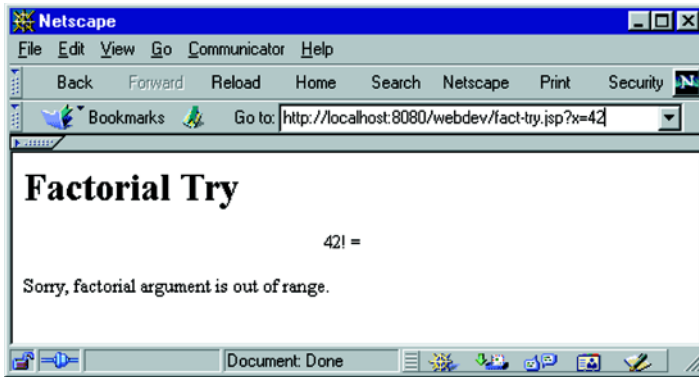 Netscape
File Edit View Go Communicator Help
Back Forward Reload Home Search Netscape Print Security N
Bookmarks Go to: http://localhost:8080/webdev/fact-try.jsp?x=42
Factorial Try
42! =
Sorry, factorial argument is out of range.
Document: Done